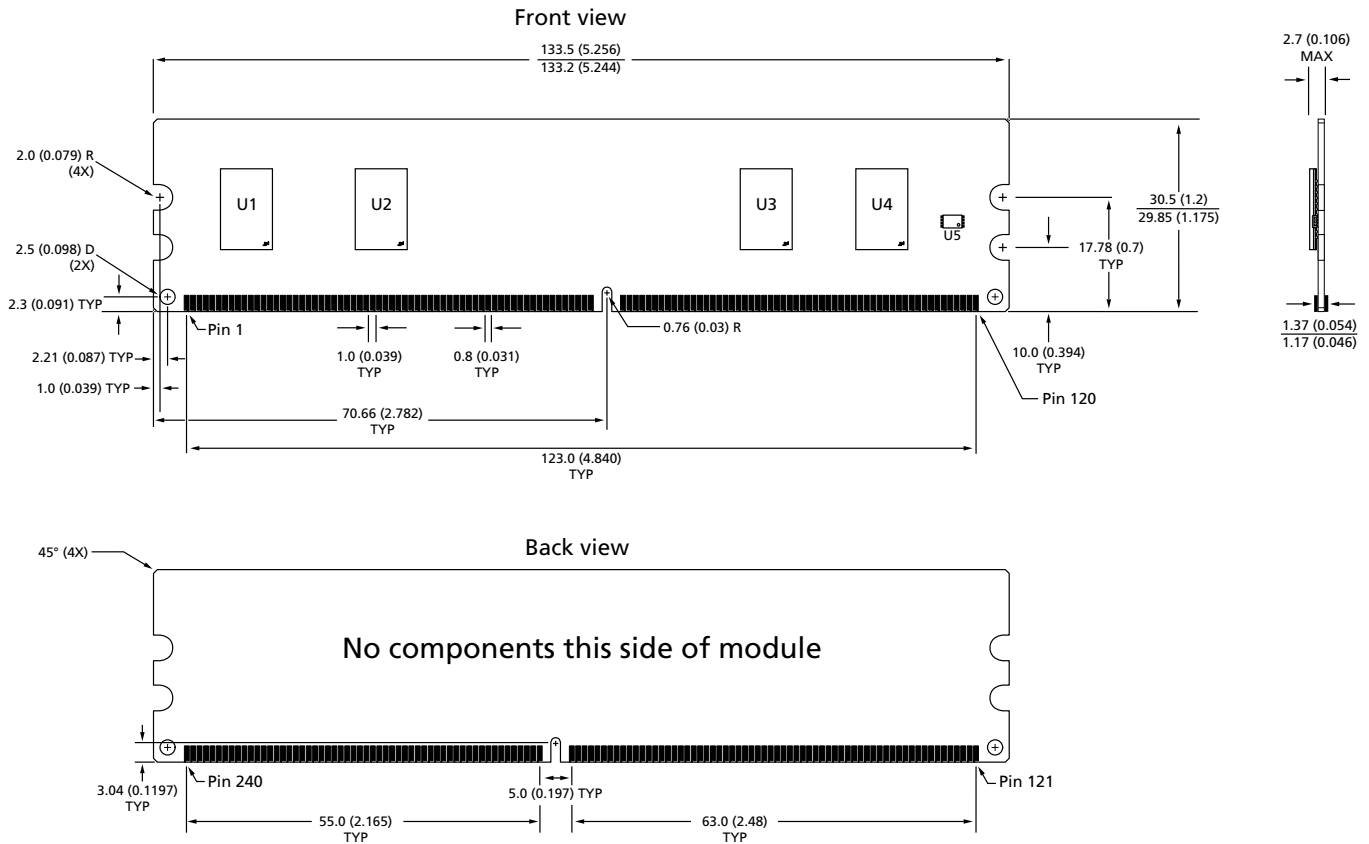 Front view
133.5 (5.256)
133.2 (5.244)
2.7 (0.106)
MAX
2.0 (0.079) R
(4X)
U1
U2
U3
U4
U5
30.5 (1.2)
29.85 (1.175)
2.5 (0.098) D
(2X)
17.78 (0.7)
TYP
2.3 (0.091) TYP
Pin 1
0.76 (0.03) R
1.37 (0.054)
1.17 (0.046)
2.21 (0.087) TYP
1.0 (0.039)
TYP
0.8 (0.031)
TYP
10.0 (0.394)
TYP
1.0 (0.039) TYP
Pin 120
70.66 (2.782)
TYP
123.0 (4.840)
TYP
Back view
45° (4X)
No components this side of module
3.04 (0.1197)
TYP
Pin 240
5.0 (0.197) TYP
Pin 121
55.0 (2.165)
TYP
63.0 (2.48)
TYP